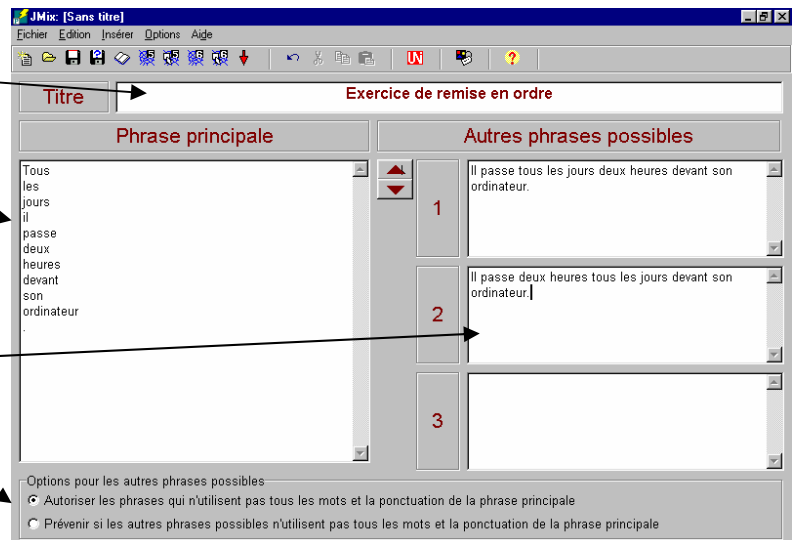 JMix: [Sans titre]
Fichier Edition Insérer Options Aide
Titre
Exercice de remise en ordre
Phrase principale
Autres phrases possibles
Tous
les
jours
il
passe
deux
heures
devant
son
ordinateur
.
1
Il passe tous les jours deux heures devant son
ordinateur.
2
Il passe deux heures tous les jours devant son
ordinateur.
3
Options pour les autres phrases possibles
Autoriser les phrases qui n'utilisent pas tous les mots et la ponctuation de la phrase principale
Prévenir si les autres phrases possibles n'utilisent pas tous les mots et la ponctuation de la phrase principale